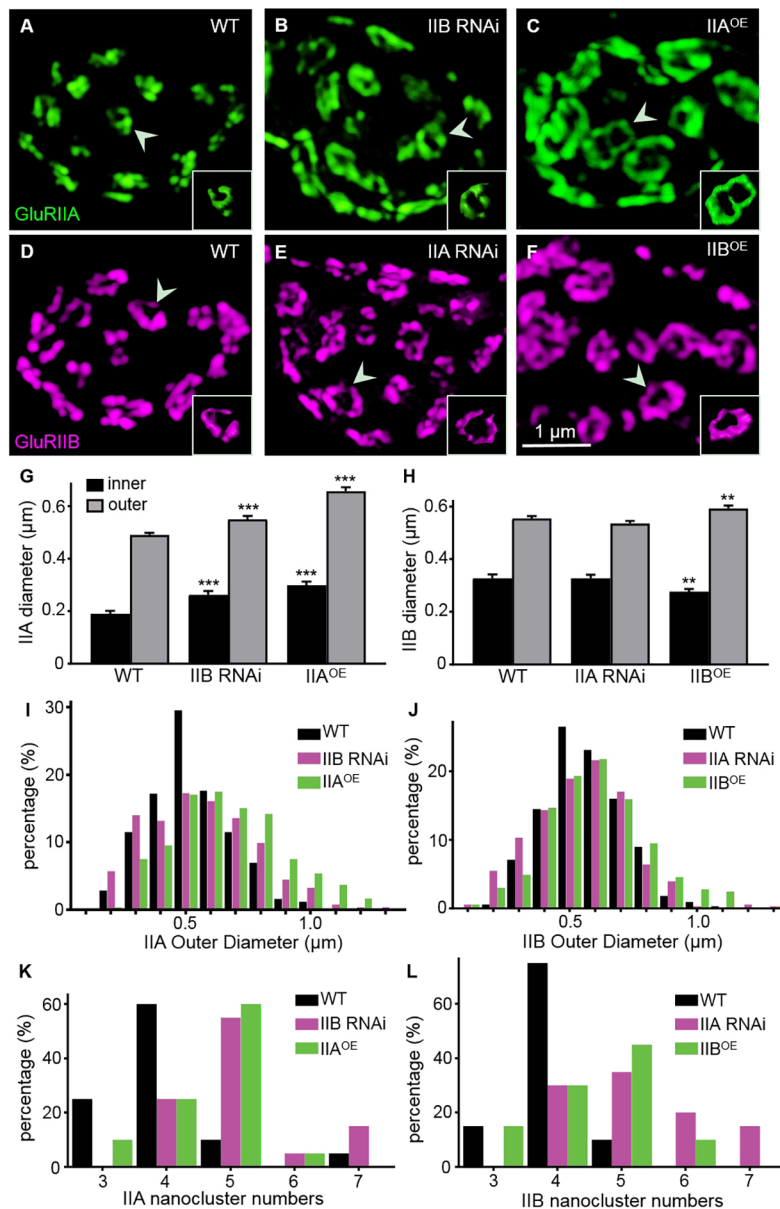 A WT
B IIB RNAi
C IIA^OE
GluRIIA
D WT
E IIA RNAi
F IIB^OE
GluRIIB
1 µm
G
inner
outer
IIA diameter (µm)
0.6
0.4
0.2
0
***
***
***
***
WT
IIB RNAi
IIA^OE
H
IIB diameter (µm)
0.6
0.4
0.2
0
**
**
WT
IIA RNAi
IIB^OE
I
percentage (%)
30
20
10
0
WT
IIB RNAi
IIA^OE
0.5
1.0
IIA Outer Diameter (µm)
J
percentage (%)
20
10
0
WT
IIA RNAi
IIB^OE
0.5
1.0
IIB Outer Diameter (µm)
K
percentage (%)
60
40
20
0
WT
IIB RNAi
IIA^OE
3 4 5 6 7
IIA nanocluster numbers
L
percentage (%)
60
40
20
0
WT
IIA RNAi
IIB^OE
3 4 5 6 7
IIB nanocluster numbers